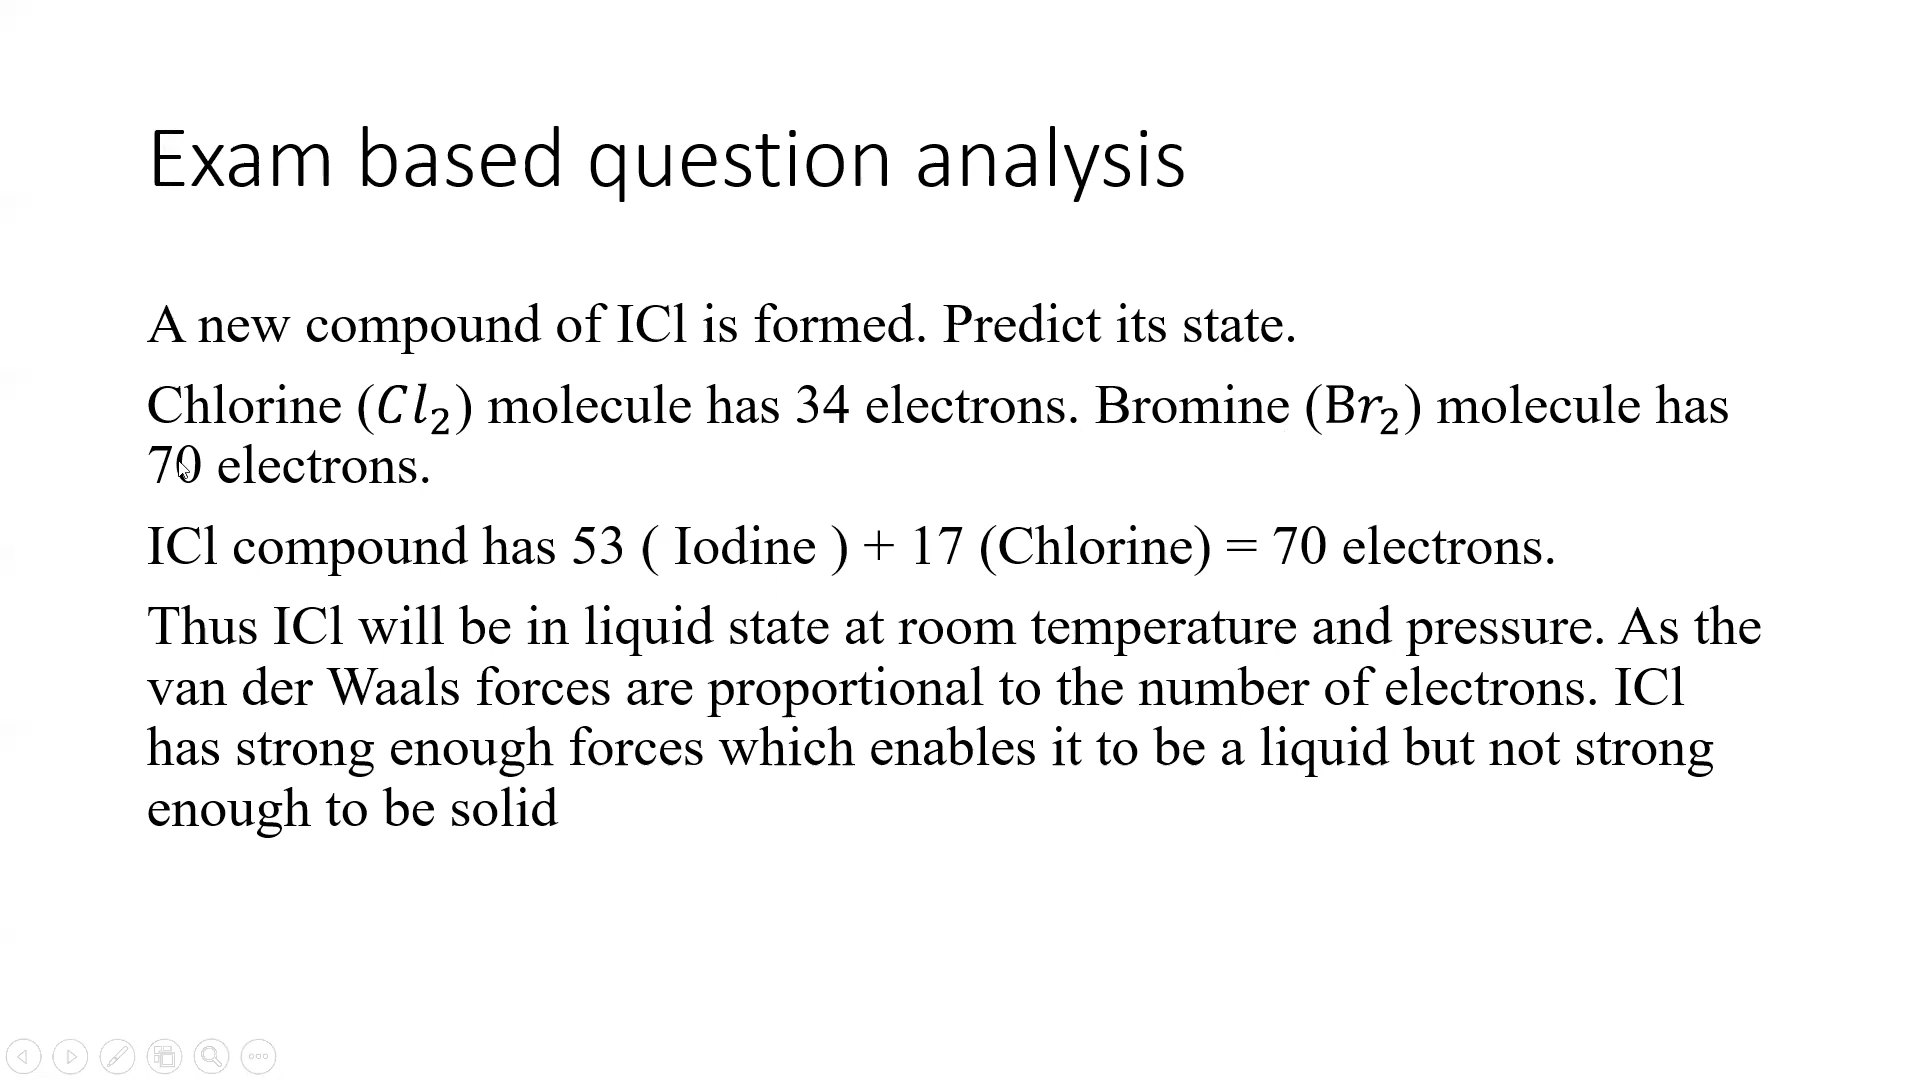 Exam based question analysis
A new compound of ICl is formed. Predict its state.
Chlorine (𝐶𝑙₂) molecule has 34 electrons. Bromine (B𝑟₂) molecule has
70 electrons.
ICl compound has 53 ( Iodine ) + 17 (Chlorine) = 70 electrons.
Thus ICl will be in liquid state at room temperature and pressure. As the
van der Waals forces are proportional to the number of electrons. ICl
has strong enough forces which enables it to be a liquid but not strong
enough to be solid